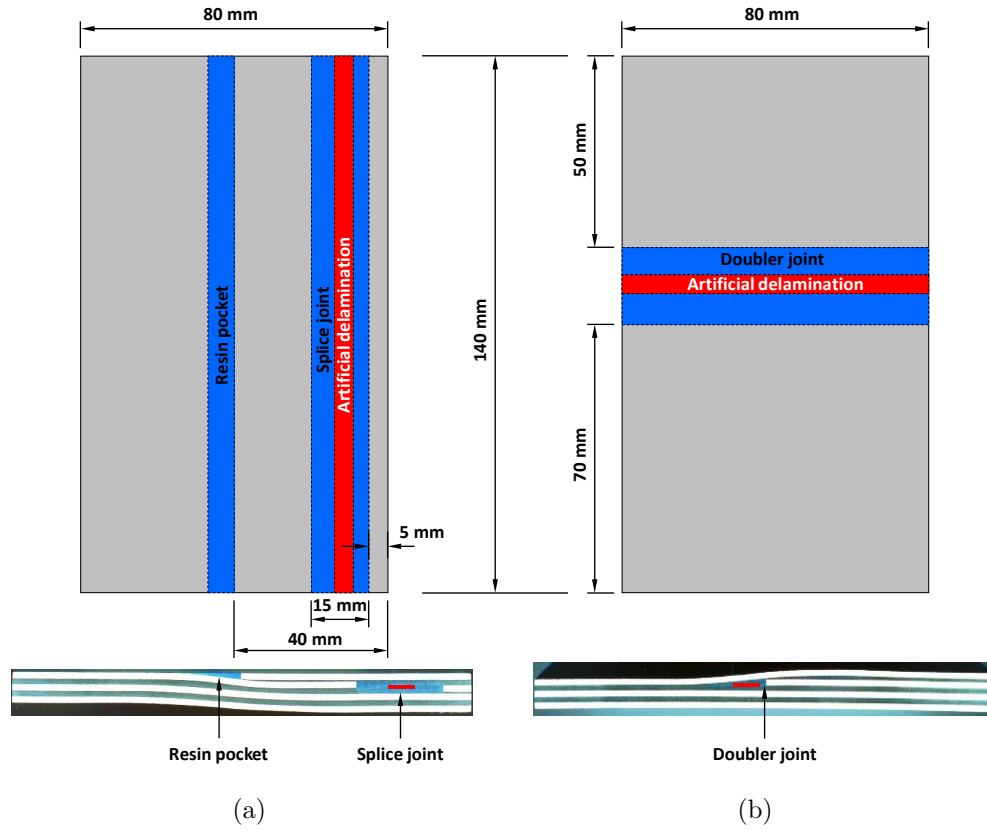 80 mm
Resin pocket
Splice joint
Artificial delamination
140 mm
5 mm
15 mm
40 mm
Resin pocket
Splice joint
(a)
80 mm
50 mm
Doubler joint
Artificial delamination
70 mm
Doubler joint
(b)